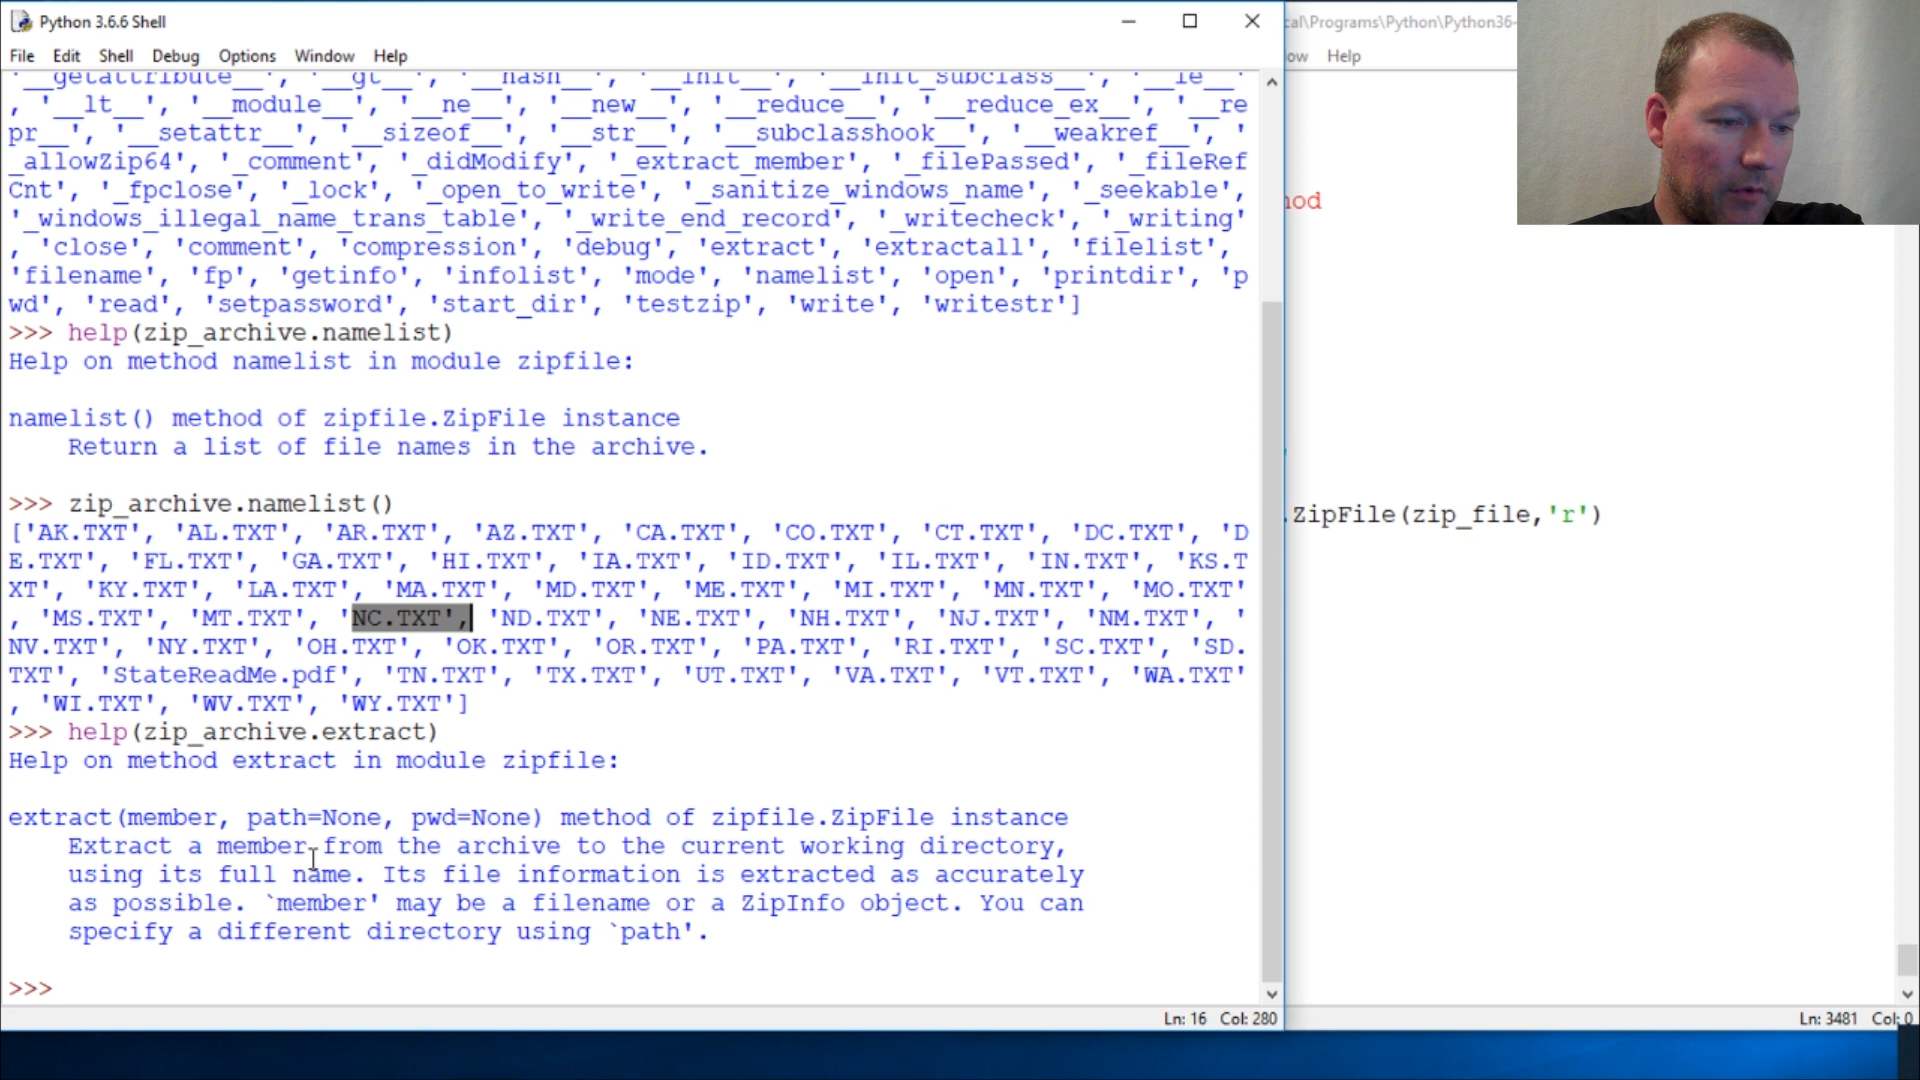 Python 3.6.6 Shell
cal\Programs\Python\Python36-
File Edit Shell Debug Options Window Help
ow Help
__getattribute__', '__gt__', '__hash__', '__init__', '__init_subclass__', '__le__'
, '__lt__', '__module__', '__ne__', '__new__', '__reduce__', '__reduce_ex__', '__re
pr__', '__setattr__', '__sizeof__', '__str__', '__subclasshook__', '__weakref__', '
_allowZip64', '_comment', '_didModify', '_extract_member', '_filePassed', '_fileRef
Cnt', '_fpclose', '_lock', '_open_to_write', '_sanitize_windows_name', '_seekable',
'_windows_illegal_name_trans_table', '_write_end_record', '_writecheck', '_writing'
, 'close', 'comment', 'compression', 'debug', 'extract', 'extractall', 'filelist',
'filename', 'fp', 'getinfo', 'infolist', 'mode', 'namelist', 'open', 'printdir', 'p
wd', 'read', 'setpassword', 'start_dir', 'testzip', 'write', 'writestr']
>>> help(zip_archive.namelist)
Help on method namelist in module zipfile:
namelist() method of zipfile.ZipFile instance
Return a list of file names in the archive.
>>> zip_archive.namelist()
['AK.TXT', 'AL.TXT', 'AR.TXT', 'AZ.TXT', 'CA.TXT', 'CO.TXT', 'CT.TXT', 'DC.TXT', 'D
E.TXT', 'FL.TXT', 'GA.TXT', 'HI.TXT', 'IA.TXT', 'ID.TXT', 'IL.TXT', 'IN.TXT', 'KS.T
XT', 'KY.TXT', 'LA.TXT', 'MA.TXT', 'MD.TXT', 'ME.TXT', 'MI.TXT', 'MN.TXT', 'MO.TXT'
, 'MS.TXT', 'MT.TXT', 'NC.TXT', 'ND.TXT', 'NE.TXT', 'NH.TXT', 'NJ.TXT', 'NM.TXT', '
NV.TXT', 'NY.TXT', 'OH.TXT', 'OK.TXT', 'OR.TXT', 'PA.TXT', 'RI.TXT', 'SC.TXT', 'SD.
TXT', 'StateReadMe.pdf', 'TN.TXT', 'TX.TXT', 'UT.TXT', 'VA.TXT', 'VT.TXT', 'WA.TXT'
, 'WI.TXT', 'WV.TXT', 'WY.TXT']
>>> help(zip_archive.extract)
Help on method extract in module zipfile:
extract(member, path=None, pwd=None) method of zipfile.ZipFile instance
Extract a member from the archive to the current working directory,
using its full name. Its file information is extracted as accurately
as possible. `member' may be a filename or a ZipInfo object. You can
specify a different directory using `path'.
>>>
Ln: 16 Col: 280
hod
.ZipFile(zip_file,'r')
Ln: 3481 Col: 0